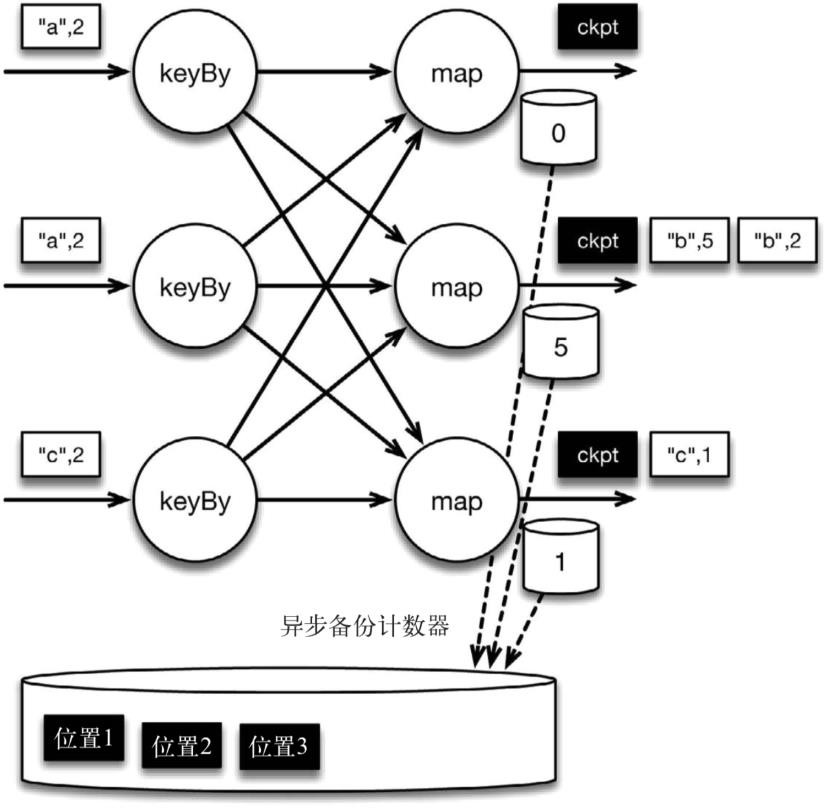 "a",2
ckpt
keyBy
map
0
"a",2
ckpt
"b",5
"b",2
keyBy
map
5
"c",2
ckpt
"c",1
keyBy
map
1
异步备份计数器
位置1
位置2
位置3